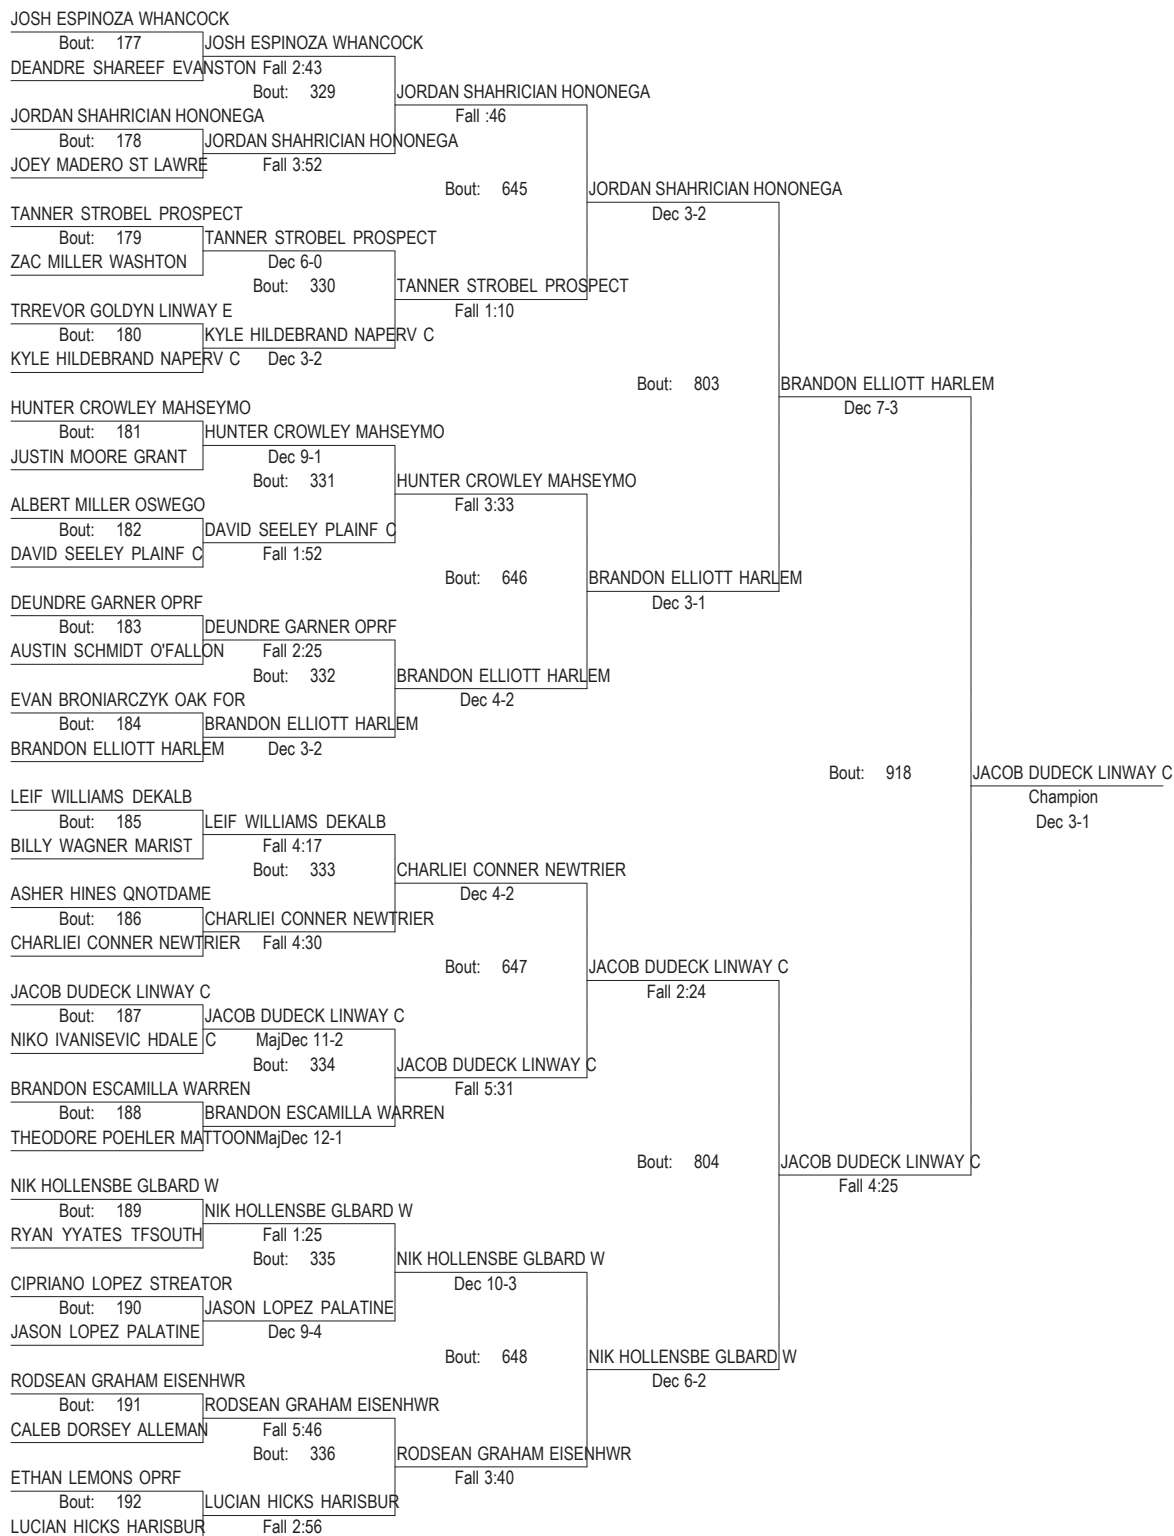 JOSH ESPINOZA WHANCOCK
Bout: 177 JOSH ESPINOZA WHANCOCK
DEANDRE SHAREEF EVANSTON Fall 2:43
Bout: 329 JORDAN SHAHRICIAN HONONEGA
JORDAN SHAHRICIAN HONONEGA Fall :46
Bout: 178 JORDAN SHAHRICIAN HONONEGA
JOEY MADERO ST LAWRE Fall 3:52
Bout: 645 JORDAN SHAHRICIAN HONONEGA
TANNER STROBEL PROSPECT Dec 3-2
Bout: 179 TANNER STROBEL PROSPECT
ZAC MILLER WASHTON Dec 6-0
Bout: 330 TANNER STROBEL PROSPECT
TRREVOR GOLDYN LINWAY E Fall 1:10
Bout: 180 KYLE HILDEBRAND NAPERV C
KYLE HILDEBRAND NAPERV C Dec 3-2
Bout: 803 BRANDON ELLIOTT HARLEM
HUNTER CROWLEY MAHSEYMO Dec 7-3
Bout: 181 HUNTER CROWLEY MAHSEYMO
JUSTIN MOORE GRANT Dec 9-1
Bout: 331 HUNTER CROWLEY MAHSEYMO
ALBERT MILLER OSWEGO Fall 3:33
Bout: 182 DAVID SEELEY PLAINF C
DAVID SEELEY PLAINF C Fall 1:52
Bout: 646 BRANDON ELLIOTT HARLEM
DEUNDRE GARNER OPRF Dec 3-1
Bout: 183 DEUNDRE GARNER OPRF
AUSTIN SCHMIDT O'FALLON Fall 2:25
Bout: 332 BRANDON ELLIOTT HARLEM
EVAN BRONIARCZYK OAK FOR Dec 4-2
Bout: 184 BRANDON ELLIOTT HARLEM
BRANDON ELLIOTT HARLEM Dec 3-2
Bout: 918 JACOB DUDECK LINWAY C
LEIF WILLIAMS DEKALB Champion
Bout: 185 LEIF WILLIAMS DEKALB Dec 3-1
BILLY WAGNER MARIST Fall 4:17
Bout: 333 CHARLIEI CONNER NEWTRIER
ASHER HINES QNOTDAME Dec 4-2
Bout: 186 CHARLIEI CONNER NEWTRIER
CHARLIEI CONNER NEWTRIER Fall 4:30
Bout: 647 JACOB DUDECK LINWAY C
JACOB DUDECK LINWAY C Fall 2:24
Bout: 187 JACOB DUDECK LINWAY C
NIKO IVANISEVIC HDALE C MajDec 11-2
Bout: 334 JACOB DUDECK LINWAY C
BRANDON ESCAMILLA WARREN Fall 5:31
Bout: 188 BRANDON ESCAMILLA WARREN
THEODORE POEHLER MATTOON MajDec 12-1
Bout: 804 JACOB DUDECK LINWAY C
NIK HOLLENSBE GLBARD W Fall 4:25
Bout: 189 NIK HOLLENSBE GLBARD W
RYAN YYATES TFSOUTH Fall 1:25
Bout: 335 NIK HOLLENSBE GLBARD W
CIPRIANO LOPEZ STREATOR Dec 10-3
Bout: 190 JASON LOPEZ PALATINE
JASON LOPEZ PALATINE Dec 9-4
Bout: 648 NIK HOLLENSBE GLBARD W
RODSEAN GRAHAM EISENHWR Dec 6-2
Bout: 191 RODSEAN GRAHAM EISENHWR
CALEB DORSEY ALLEMAN Fall 5:46
Bout: 336 RODSEAN GRAHAM EISENHWR
ETHAN LEMONS OPRF Fall 3:40
Bout: 192 LUCIAN HICKS HARISBUR
LUCIAN HICKS HARISBUR Fall 2:56